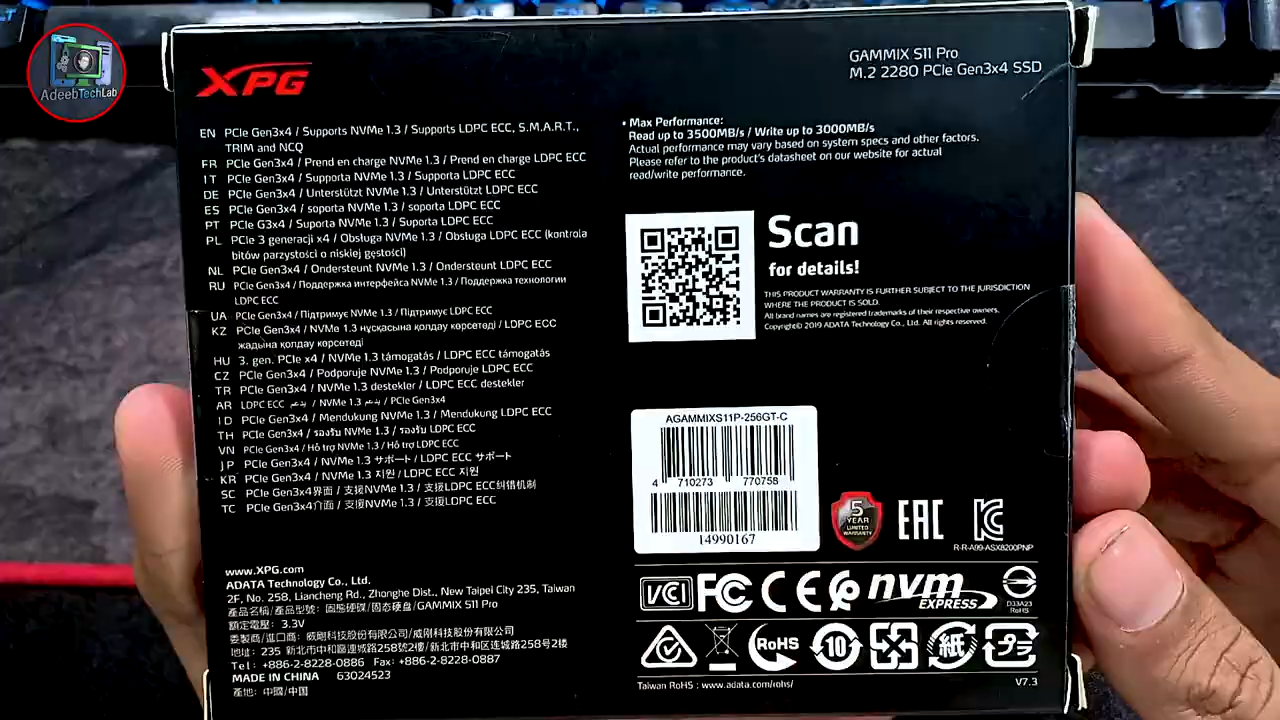 AdeebTechLab
XPG
GAMMIX S11 Pro
M.2 2280 PCIe Gen3x4 SSD
EN PCIe Gen3x4 / Supports NVMe 1.3 / Supports LDPC ECC, S.M.A.R.T.,
TRIM and NCQ
FR PCIe Gen3x4 / Prend en charge NVMe 1.3 / Prend en charge LDPC ECC
IT PCIe Gen3x4 / Supporta NVMe 1.3 / Supporta LDPC ECC
DE PCIe Gen3x4 / Unterstützt NVMe 1.3 / Unterstützt LDPC ECC
ES PCIe Gen3x4 / soporta NVMe 1.3 / soporta LDPC ECC
PT PCIe G3x4 / Suporta NVMe 1.3 / Suporta LDPC ECC
PL PCIe 3 generacji x4 / Obsługa NVMe 1.3 / Obsługa LDPC ECC (kontrola
bitów parzystości o niskiej gęstości)
NL PCIe Gen3x4 / Ondersteunt NVMe 1.3 / Ondersteunt LDPC ECC
RU PCIe Gen3x4 / Поддержка интерфейса NVMe 1.3 / Поддержка технологии
LDPC ECC
UA PCIe Gen3x4 / Підтримує NVMe 1.3 / Підтримує LDPC ECC
KZ PCIe Gen3x4 / NVMe 1.3 нұсқасына қолдау көрсетеді / LDPC ECC
жадына қолдау көрсетеді
HU 3. gen. PCIe x4 / NVMe 1.3 támogatás / LDPC ECC támogatás
CZ PCIe Gen3x4 / Podporuje NVMe 1.3 / Podporuje LDPC ECC
TR PCIe Gen3x4 / NVMe 1.3 destekler / LDPC ECC destekler
AR LDPC ECC / NVMe 1.3 / PCIe Gen3x4
ID PCIe Gen3x4 / Mendukung NVMe 1.3 / Mendukung LDPC ECC
TH PCIe Gen3x4 / รองรับ NVMe 1.3 / รองรับ LDPC ECC
VN PCIe Gen3x4 / Hỗ trợ NVMe 1.3 / Hỗ trợ LDPC ECC
JP PCIe Gen3x4 / NVMe 1.3 サポート / LDPC ECC サポート
KR PCIe Gen3x4 / NVMe 1.3 지원 / LDPC ECC 지원
SC PCIe Gen3x4界面 / 支援NVMe 1.3 / 支援LDPC ECC纠错机制
TC PCIe Gen3x4介面 / 支援NVMe 1.3 / 支援LDPC ECC
www.XPG.com
ADATA Technology Co., Ltd.
2F, No. 258, Liancheng Rd., Zhonghe Dist., New Taipei City 235, Taiwan
產品名稱/產品型號: 固態硬碟/固态硬盘/GAMMIX S11 Pro
額定電壓: 3.3V
委製商/進口商: 威剛科技股份有限公司/威刚科技股份有限公司
地址: 235 新北市中和區連城路258號2樓/新北市中和区连城路258号2楼
Tel: +886-2-8228-0886 Fax: +886-2-8228-0887
MADE IN CHINA 63024523
產地: 中國/中国
• Max Performance:
Read up to 3500MB/s / Write up to 3000MB/s
Actual performance may vary based on system specs and other factors.
Please refer to the product's datasheet on our website for actual
read/write performance.
Scan
for details!
THIS PRODUCT WARRANTY IS FURTHER SUBJECT TO THE JURISDICTION
WHERE THE PRODUCT IS SOLD.
All brand names are registered trademarks of their respective owners.
Copyright© 2019 ADATA Technology Co., Ltd. All rights reserved.
AGAMMIXS11P-256GT-C
4 710273 770758
14990167
5
YEAR
LIMITED
WARRANTY
EAC
R-R-A99-ASX8200PNP
VCI FC CE nvm
EXPRESS
D33A23
RoHS
RoHS 10 紙 プラ
Taiwan RoHS : www.adata.com/rohs/
V7.3